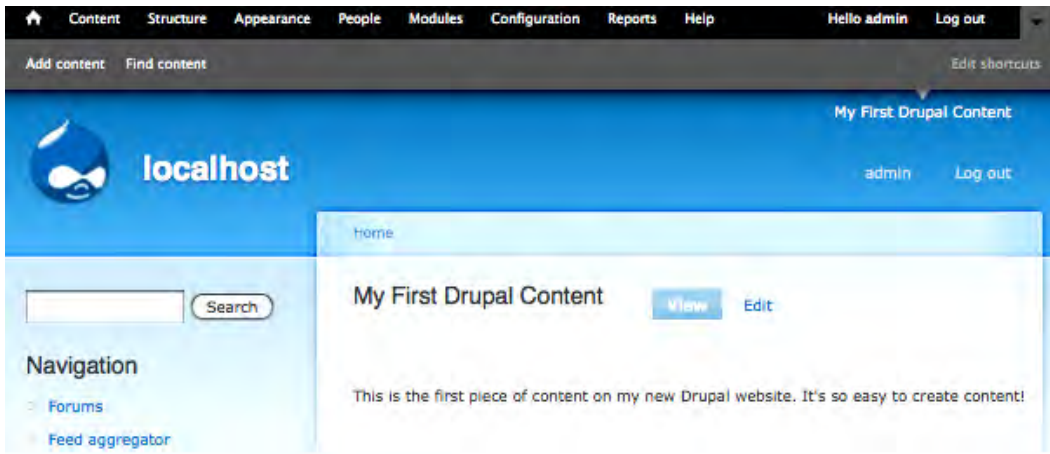 Content Structure Appearance People Modules Configuration Reports Help Hello admin Log out
Add content Find content Edit shortcuts
My First Drupal Content
localhost
admin Log out
Home
Search
My First Drupal Content View Edit
Navigation
This is the first piece of content on my new Drupal website. It's so easy to create content!
Forums
Feed aggregator